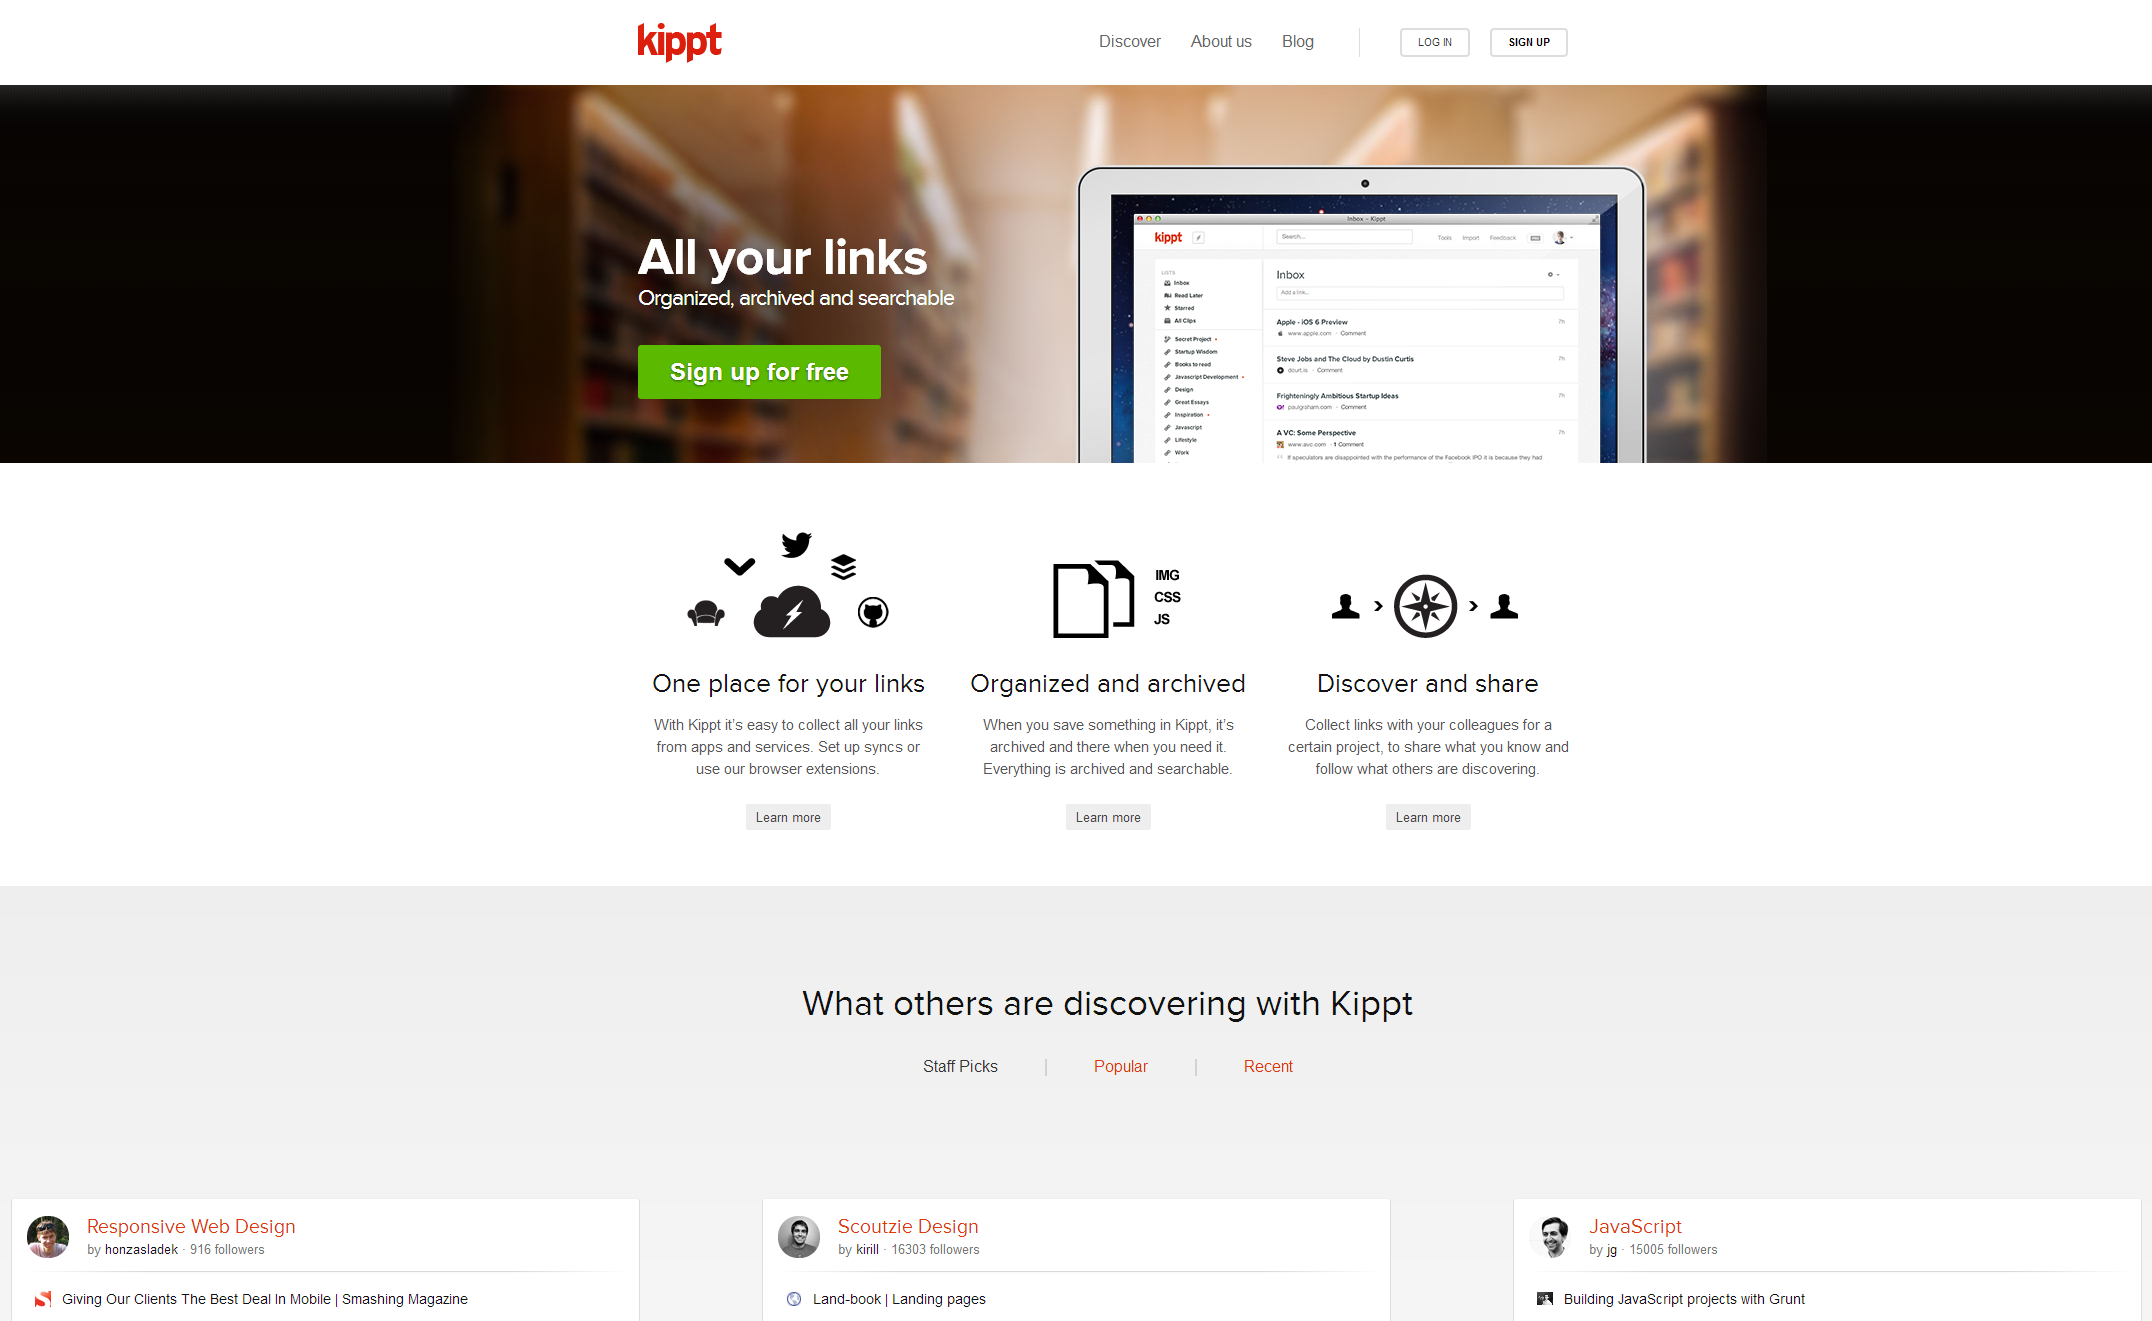 kippt
Discover
About us
Blog
LOG IN
SIGN UP
All your links
Organized, archived and searchable
Sign up for free
Inbox – Kippt
kippt
Search...
Tools
Import
Feedback
LISTS
Inbox
Read Later
Starred
All Clips
Secret Project
Startup Wisdom
Books to read
Javascript Development
Design
Great Essays
Inspiration
Javascript
Lifestyle
Work
Inbox
Add a link...
Apple - iOS 6 Preview
7h
www.apple.com · Comment
Steve Jobs and The Cloud by Dustin Curtis
7h
dcurt.is · Comment
Frighteningly Ambitious Startup Ideas
7h
paulgraham.com · Comment
A VC: Some Perspective
7h
www.avc.com · 1 Comment
If speculators are disappointed with the performance of the Facebook IPO it is because they had
IMG
CSS
JS
One place for your links
With Kippt it’s easy to collect all your links
from apps and services. Set up syncs or
use our browser extensions.
Learn more
Organized and archived
When you save something in Kippt, it’s
archived and there when you need it.
Everything is archived and searchable.
Learn more
Discover and share
Collect links with your colleagues for a
certain project, to share what you know and
follow what others are discovering.
Learn more
What others are discovering with Kippt
Staff Picks | Popular | Recent
Responsive Web Design
by honzasladek · 916 followers
Giving Our Clients The Best Deal In Mobile | Smashing Magazine
Scoutzie Design
by kirill · 16303 followers
Land-book | Landing pages
JavaScript
by jg · 15005 followers
Building JavaScript projects with Grunt